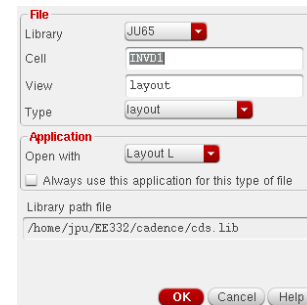 File
Library JU65
Cell INVD1
View layout
Type layout
Application
Open with Layout L
Always use this application for this type of file
Library path file
/home/jpu/EE332/cadence/cds.lib
OK Cancel Help